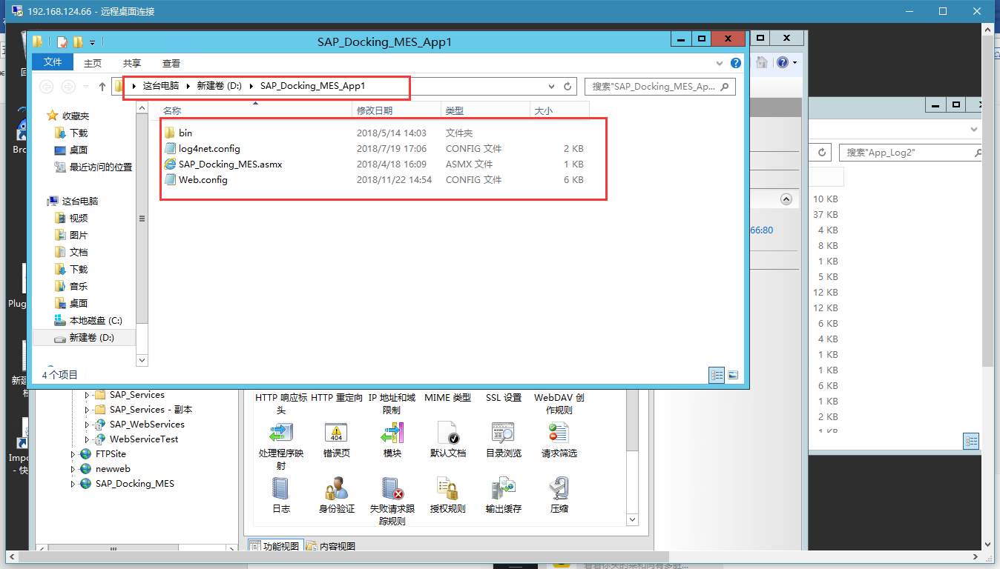 192.168.124.66 - 远程桌面连接
SAP_Docking_MES_App1
文件 主页 共享 查看
这台电脑 新建卷 (D:) SAP_Docking_MES_App1
搜索"SAP_Docking_MES_Ap...
名称 修改日期 类型 大小
bin 2018/5/14 14:03 文件夹
log4net.config 2018/7/19 17:06 CONFIG 文件 2 KB
SAP_Docking_MES.asmx 2018/4/18 16:09 ASMX 文件 1 KB
Web.config 2018/11/22 14:54 CONFIG 文件 6 KB
收藏夹
下载
桌面
最近访问的位置
这台电脑
视频
图片
文档
下载
音乐
桌面
本地磁盘 (C:)
新建卷 (D:)
4 个项目
Plug
Impo
- 快
66:80
搜索"App_Log2"
10 KB
37 KB
4 KB
8 KB
1 KB
5 KB
12 KB
12 KB
6 KB
4 KB
1 KB
1 KB
6 KB
1 KB
2 KB
1 KB
SAP_Services
SAP_Services - 副本
SAP_WebServices
WebServiceTest
FTPSite
newweb
SAP_Docking_MES
HTTP 响应标头
HTTP 重定向
IP 地址和域限制
MIME 类型
SSL 设置
WebDAV 创作规则
处理程序映射
404
错误页
模块
默认文档
目录浏览
请求筛选
日志
身份验证
失败请求跟踪规则
授权规则
输出缓存
压缩
功能视图 内容视图